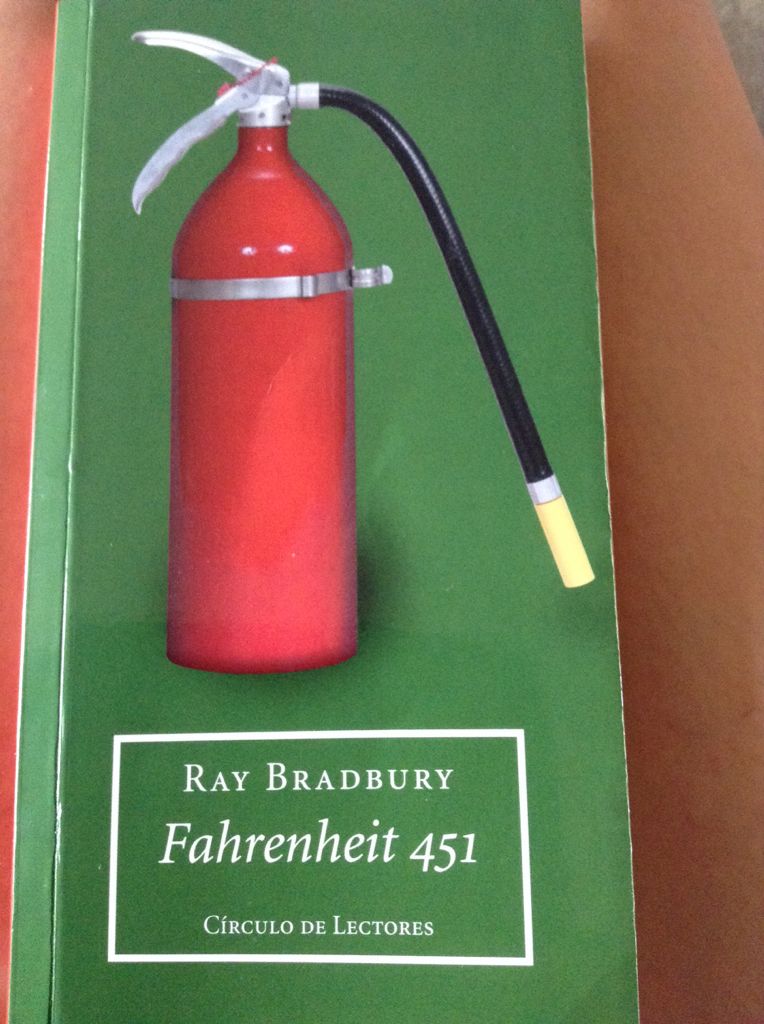 RAY BRADBURY
Fahrenheit 451
CÍRCULO DE LECTORES